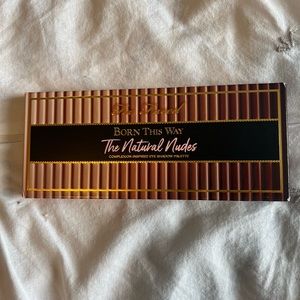 Too Faced
BORN THIS WAY
The Natural Nudes
COMPLEXION-INSPIRED EYE SHADOW PALETTE